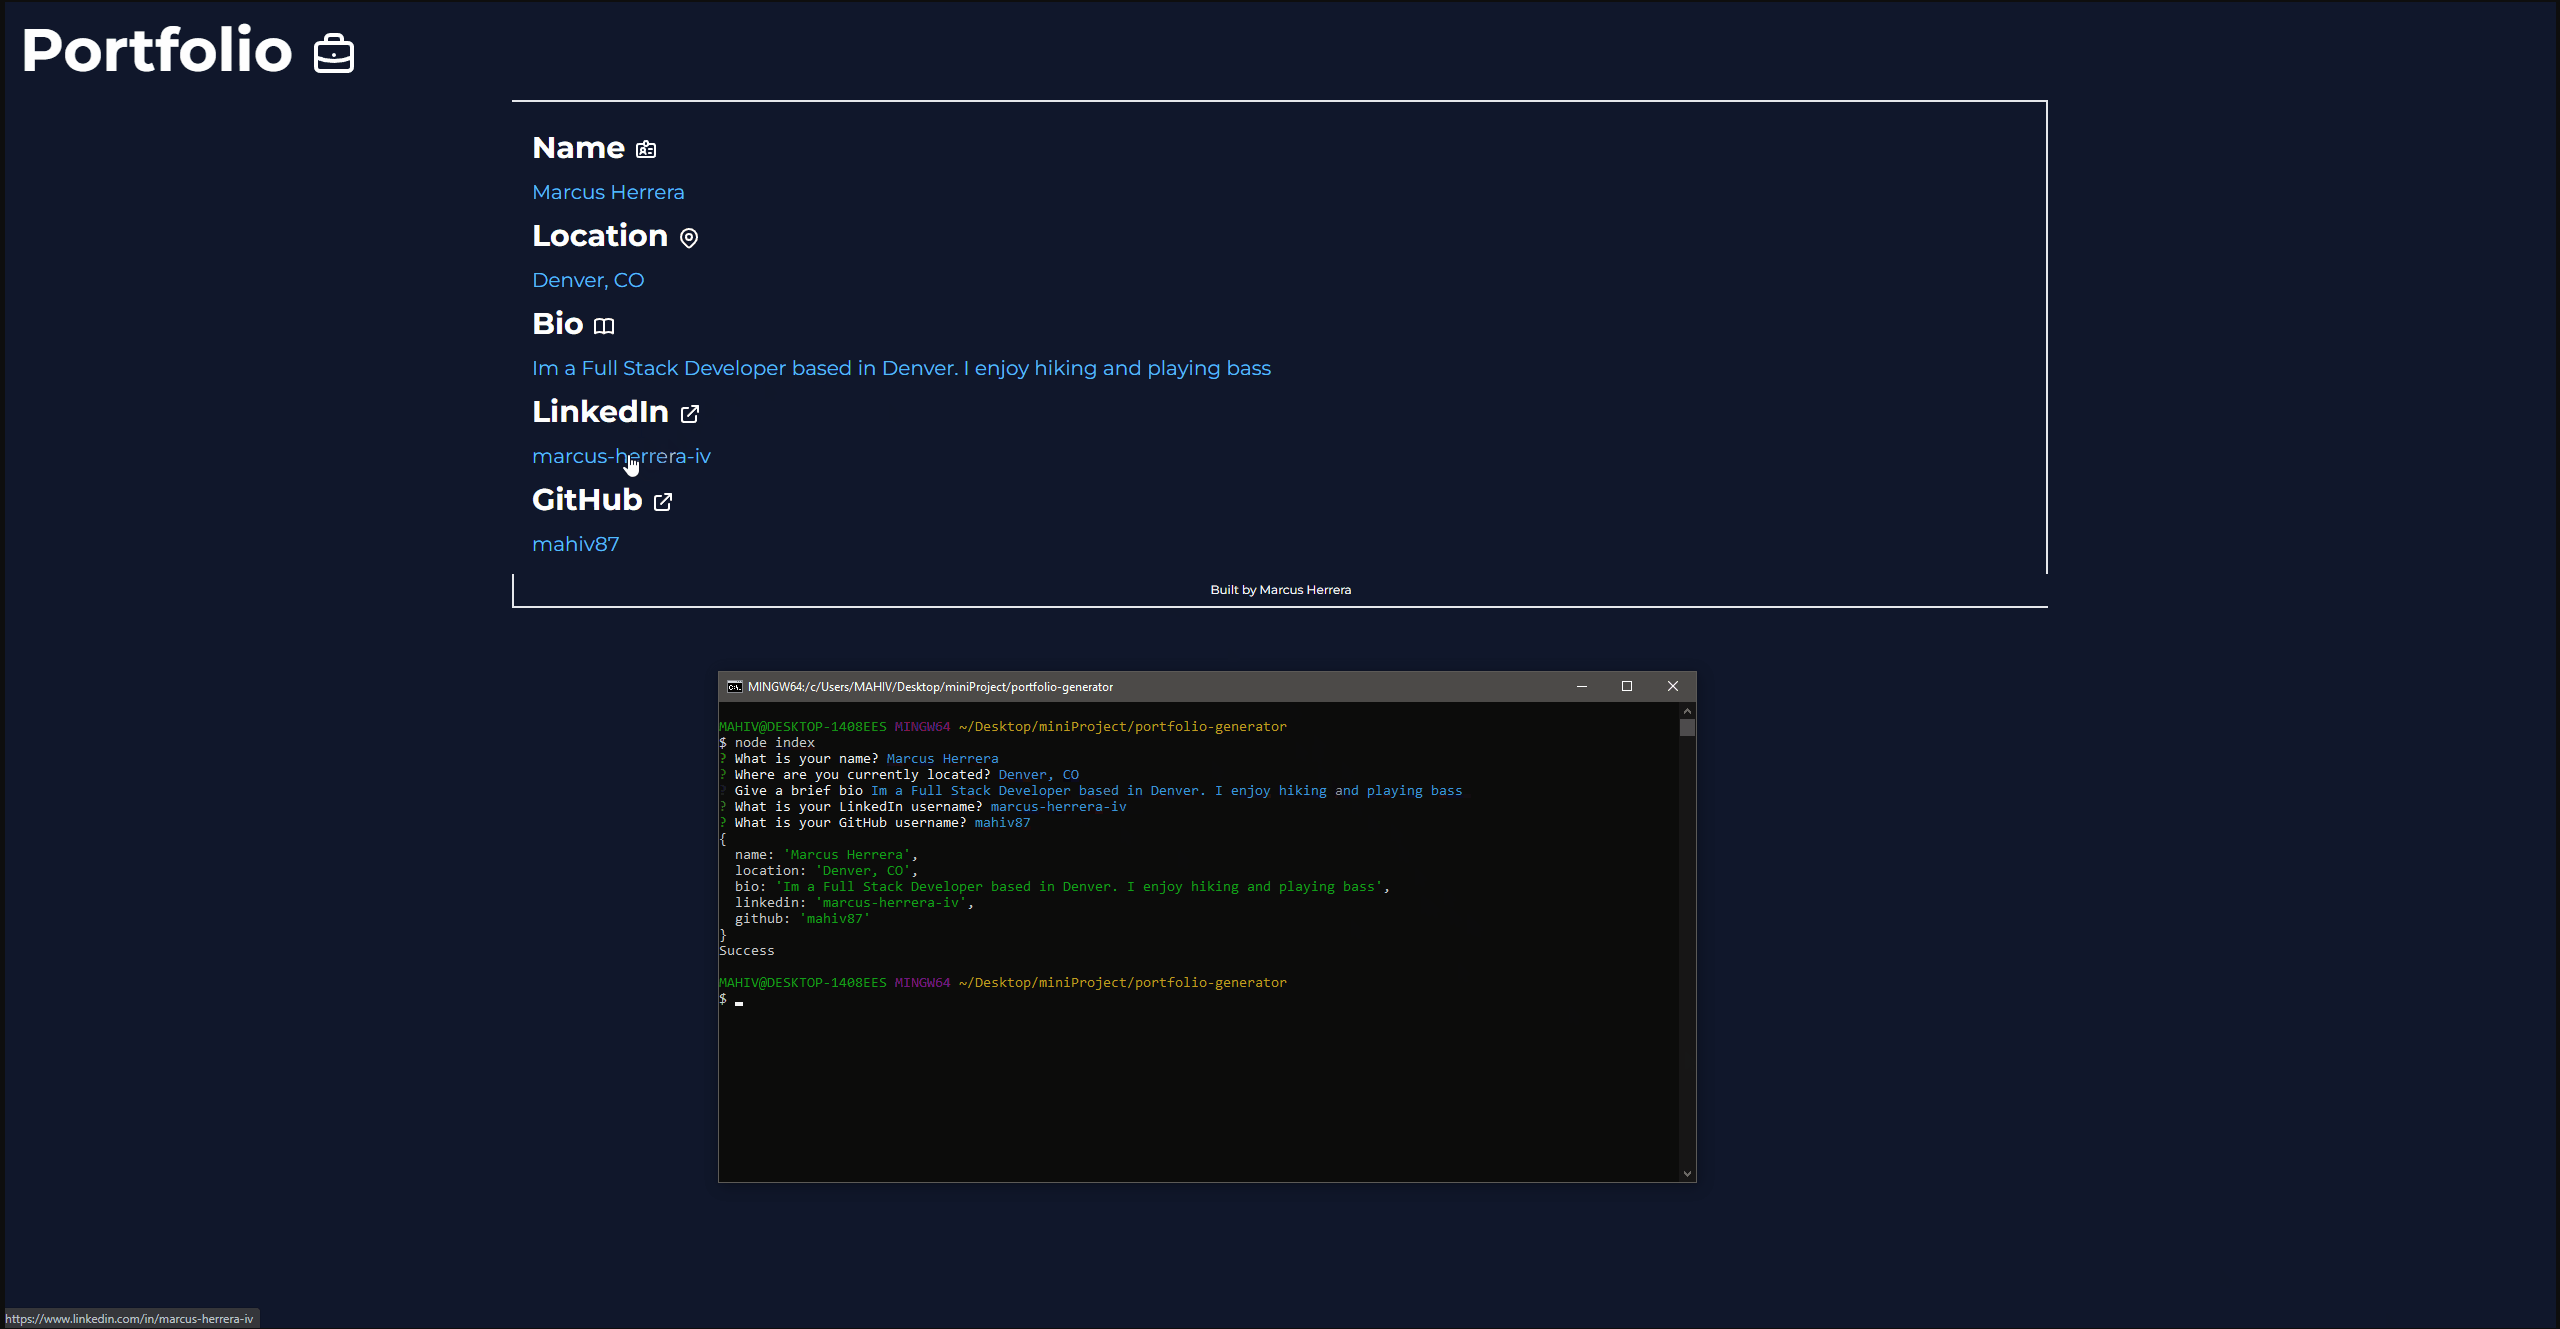 Portfolio
Name
Marcus Herrera
Location
Denver, CO
Bio
Im a Full Stack Developer based in Denver. I enjoy hiking and playing bass
LinkedIn
marcus-herrera-iv
GitHub
mahiv87
Built by Marcus Herrera
MINGW64:/c/Users/MAHIV/Desktop/miniProject/portfolio-generator
MAHIV@DESKTOP-1408EES MINGW64 ~/Desktop/miniProject/portfolio-generator
$ node index
? What is your name? Marcus Herrera
? Where are you currently located? Denver, CO
? Give a brief bio Im a Full Stack Developer based in Denver. I enjoy hiking and playing bass
? What is your LinkedIn username? marcus-herrera-iv
? What is your GitHub username? mahiv87
{
  name: 'Marcus Herrera',
  location: 'Denver, CO',
  bio: 'Im a Full Stack Developer based in Denver. I enjoy hiking and playing bass',
  linkedin: 'marcus-herrera-iv',
  github: 'mahiv87'
}
Success
MAHIV@DESKTOP-1408EES MINGW64 ~/Desktop/miniProject/portfolio-generator
$
https://www.linkedin.com/in/marcus-herrera-iv